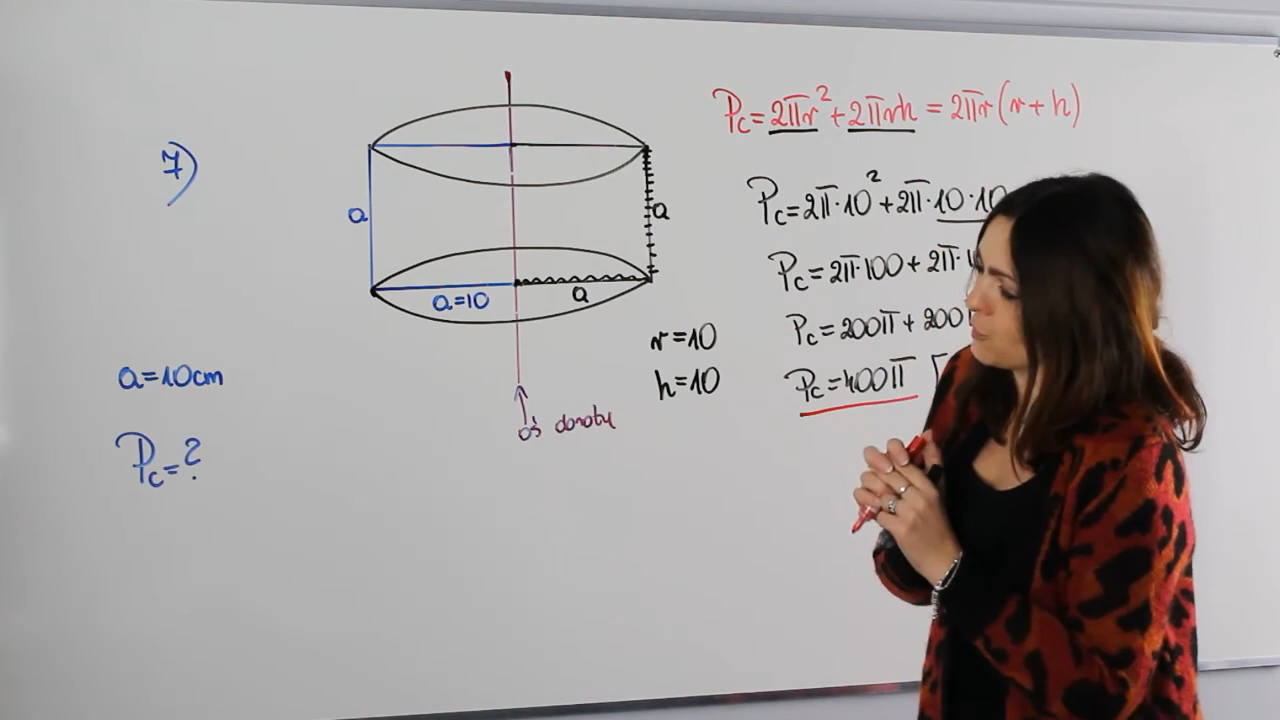 7)
a
a
a=10
a
oś obrotu
a=10cm
Pc=?
r=10
h=10
Pc=2πr²+2πrh=2πr(r+h)
Pc=2π·10²+2π·10·10
Pc=2π·100+2π·
Pc=200π+200
Pc=400π [